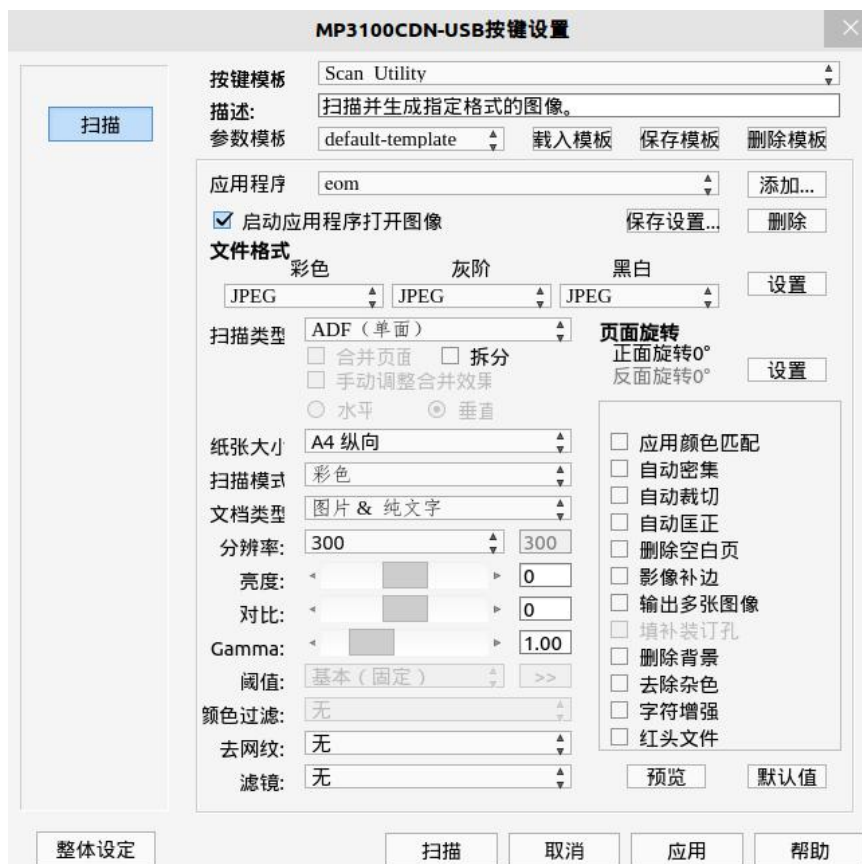 MP3100CDN-USB按键设置
扫描
按键模板 Scan Utility
描述: 扫描并生成指定格式的图像。
参数模板 default-template 载入模板 保存模板 删除模板
应用程序 eom 添加...
启动应用程序打开图像 保存设置... 删除
文件格式
彩色 灰阶 黑白
JPEG JPEG JPEG 设置
扫描类型 ADF（单面） 页面旋转
合并页面 拆分 正面旋转0°
手动调整合并效果 反面旋转0° 设置
水平 垂直
纸张大小 A4 纵向 应用颜色匹配
扫描模式 彩色 自动密集
自动裁切
文档类型 图片 & 纯文字 自动匡正
分辨率: 300 300 删除空白页
亮度: 0 影像补边
对比: 0 输出多张图像
Gamma: 1.00 填补装订孔
阈值: 基本（固定） >> 删除背景
去除杂色
颜色过滤: 无 字符增强
去网纹: 无 红头文件
滤镜: 无 预览 默认值
整体设定 扫描 取消 应用 帮助